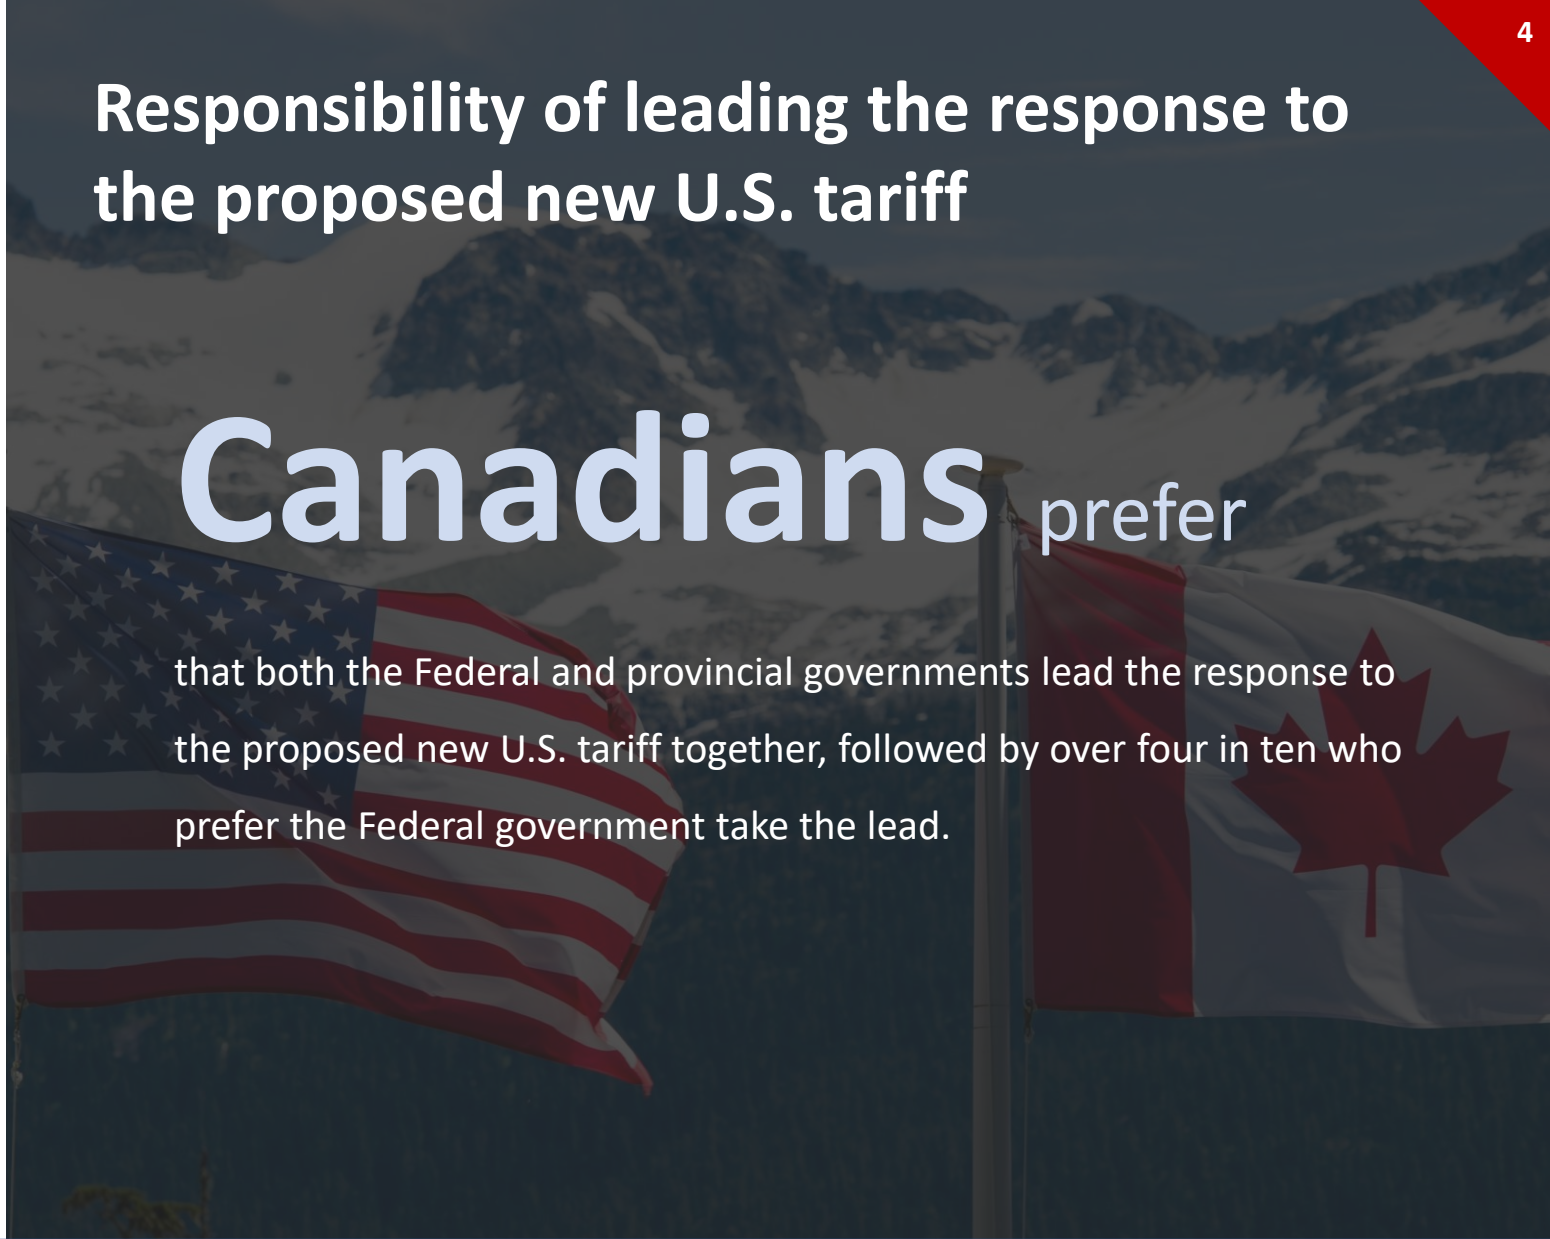 4
Responsibility of leading the response to
the proposed new U.S. tariff
Canadians prefer
that both the Federal and provincial governments lead the response to
the proposed new U.S. tariff together, followed by over four in ten who
prefer the Federal government take the lead.